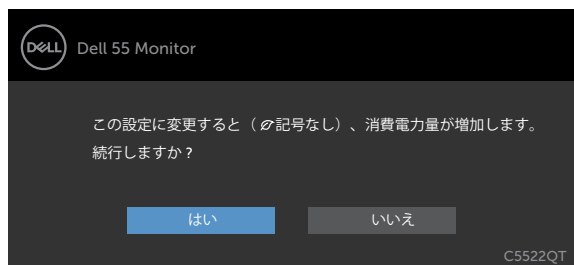 DELL
Dell 55 Monitor
この設定に変更すると（ 記号なし）、消費電力量が増加します。
続行しますか？
はい
いいえ
C5522QT